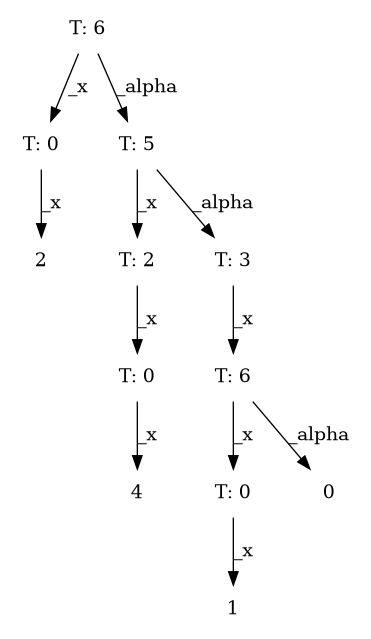 T: 6
_x
_alpha
T: 0
T: 5
_x
_x
_alpha
2
T: 2
T: 3
_x
_x
T: 0
T: 6
_x
_x
_alpha
4
T: 0
0
_x
1